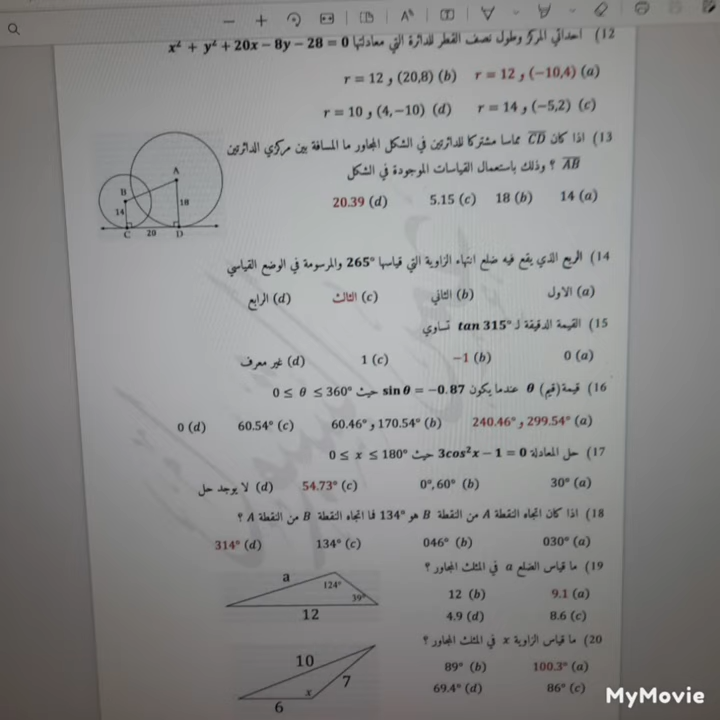 12) احداثي المركز وطول نصف القطر للدائرة التي معادلتها x² + y² + 20x − 8y − 28 = 0
a) (−10,4) و r = 12 b) (20,8) و r = 12
c) (−5,2) و r = 14 d) (4,−10) و r = 10
13) اذا كان CD مماسا مشتركا للدائرتين في الشكل المجاور ما المسافة بين مركزي الدائرتين
AB ؟ وذلك باستعمال القياسات الموجودة في الشكل
a) 14 b) 18 c) 5.15 d) 20.39
A
B
14
18
C 20 D
14) الربع الذي يقع فيه ضلع انتهاء الزاوية التي قياسها 265° والمرسومة في الوضع القياسي
a) الاول b) الثاني c) الثالث d) الرابع
15) القيمة الدقيقة لـ tan 315° تساوي
a) 0 b) −1 c) 1 d) غير معرف
16) قيمة(قيم) θ عندما يكون sin θ = −0.87 حيث 0 ≤ θ ≤ 360°
a) 299.54° و 240.46° b) 170.54° و 60.46° c) 60.54° d) 0
17) حل المعادلة 3cos²x − 1 = 0 حيث 0 ≤ x ≤ 180°
a) 30° b) 0°,60° c) 54.73° d) لا يوجد حل
18) اذا كان اتجاه النقطة A من النقطة B هو 134° فما اتجاه النقطة B من النقطة A ؟
a) 030° b) 046° c) 134° d) 314°
19) ما قياس الضلع a في المثلث المجاور ؟
a) 9.1 b) 12
c) 8.6 d) 4.9
a
124°
39°
12
20) ما قياس الزاوية x في المثلث المجاور ؟
a) 100.3° b) 89°
c) 86° d) 69.4°
10
7
x
6
MyMovie